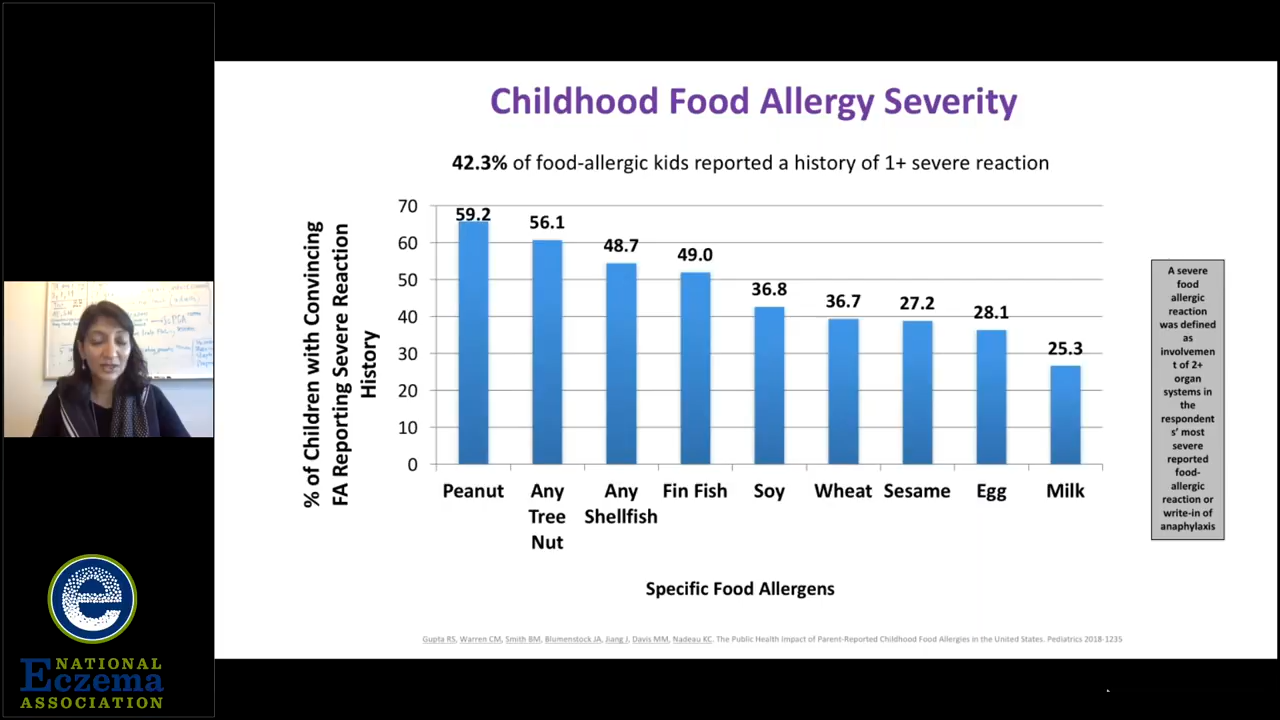 Childhood Food Allergy Severity
42.3% of food-allergic kids reported a history of 1+ severe reaction
% of Children with Convincing
FA Reporting Severe Reaction
History
70
60
50
40
30
20
10
0
59.2
56.1
48.7
49.0
36.8
36.7
27.2
28.1
25.3
Peanut
Any
Tree
Nut
Any
Shellfish
Fin Fish
Soy
Wheat
Sesame
Egg
Milk
Specific Food Allergens
A severe
food
allergic
reaction
was defined
as
involvemen
t of 2+
organ
systems in
the
respondent
s’ most
severe
reported
food-
allergic
reaction or
write-in of
anaphylaxis
Gupta RS, Warren CM, Smith BM, Blumenstock JA, Jiang J, Davis MM, Nadeau KC. The Public Health Impact of Parent-Reported Childhood Food Allergies in the United States. Pediatrics 2018-1235
e
NATIONAL
Eczema
ASSOCIATION